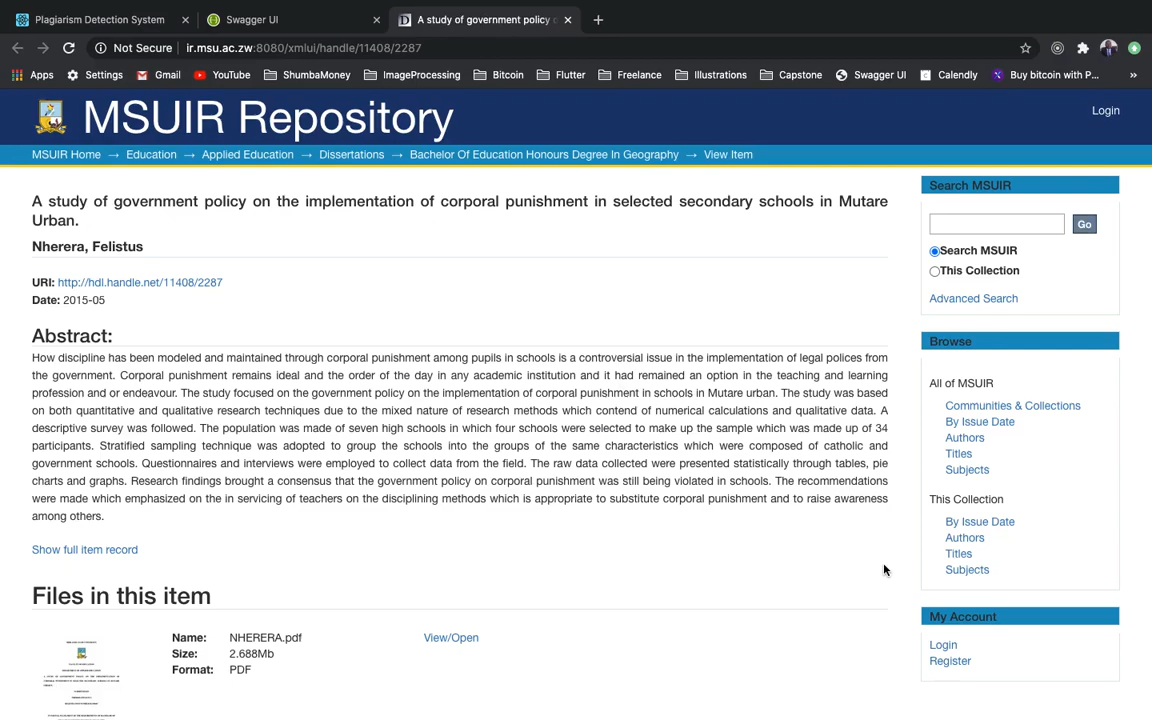 Plagiarism Detection System
Swagger UI
A study of government policy o
Not Secure | ir.msu.ac.zw:8080/xmlui/handle/11408/2287
Apps Settings Gmail YouTube ShumbaMoney ImageProcessing Bitcoin Flutter Freelance Illustrations Capstone Swagger UI Calendly Buy bitcoin with P... »
MSUIR Repository
Login
MSUIR Home → Education → Applied Education → Dissertations → Bachelor Of Education Honours Degree In Geography → View Item
A study of government policy on the implementation of corporal punishment in selected secondary schools in Mutare
Urban.
Nherera, Felistus
URI: http://hdl.handle.net/11408/2287
Date: 2015-05
Abstract:
How discipline has been modeled and maintained through corporal punishment among pupils in schools is a controversial issue in the implementation of legal polices from
the government. Corporal punishment remains ideal and the order of the day in any academic institution and it had remained an option in the teaching and learning
profession and or endeavour. The study focused on the government policy on the implementation of corporal punishment in schools in Mutare urban. The study was based
on both quantitative and qualitative research techniques due to the mixed nature of research methods which contend of numerical calculations and qualitative data. A
descriptive survey was followed. The population was made of seven high schools in which four schools were selected to make up the sample which was made up of 34
participants. Stratified sampling technique was adopted to group the schools into the groups of the same characteristics which were composed of catholic and
government schools. Questionnaires and interviews were employed to collect data from the field. The raw data collected were presented statistically through tables, pie
charts and graphs. Research findings brought a consensus that the government policy on corporal punishment was still being violated in schools. The recommendations
were made which emphasized on the in servicing of teachers on the disciplining methods which is appropriate to substitute corporal punishment and to raise awareness
among others.
Show full item record
Files in this item
Name: NHERERA.pdf
View/Open
Size: 2.688Mb
Format: PDF
Search MSUIR
Go
Search MSUIR
This Collection
Advanced Search
Browse
All of MSUIR
Communities & Collections
By Issue Date
Authors
Titles
Subjects
This Collection
By Issue Date
Authors
Titles
Subjects
My Account
Login
Register